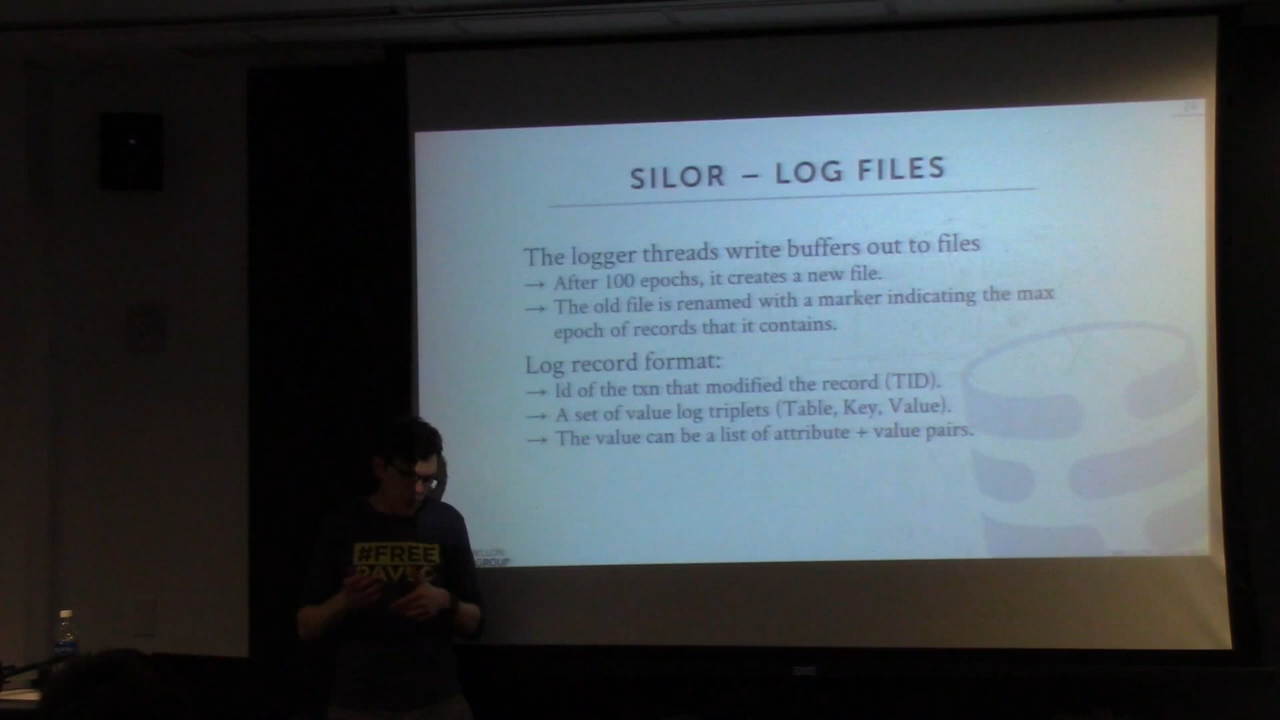 24
SILOR – LOG FILES
The logger threads write buffers out to files
→ After 100 epochs, it creates a new file.
→ The old file is renamed with a marker indicating the max
epoch of records that it contains.
Log record format:
→ Id of the txn that modified the record (TID).
→ A set of value log triplets (Table, Key, Value).
→ The value can be a list of attribute + value pairs.
GROUP
#FREE